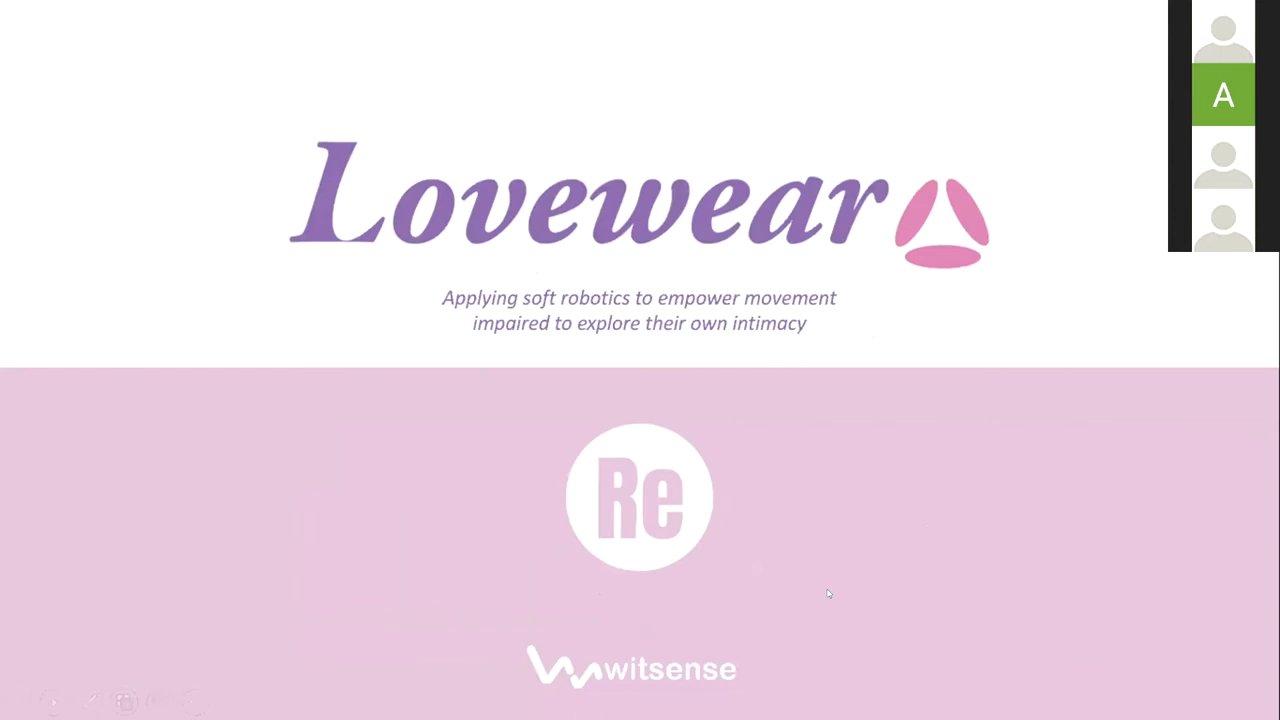 A
Lovewear
Applying soft robotics to empower movement
impaired to explore their own intimacy
Re
witsense